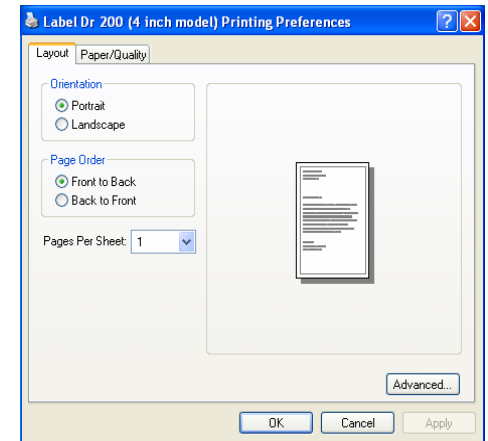 Label Dr 200 (4 inch model) Printing Preferences
Layout
Paper/Quality
Orientation
Portrait
Landscape
Page Order
Front to Back
Back to Front
Pages Per Sheet: 1
Advanced...
OK
Cancel
Apply